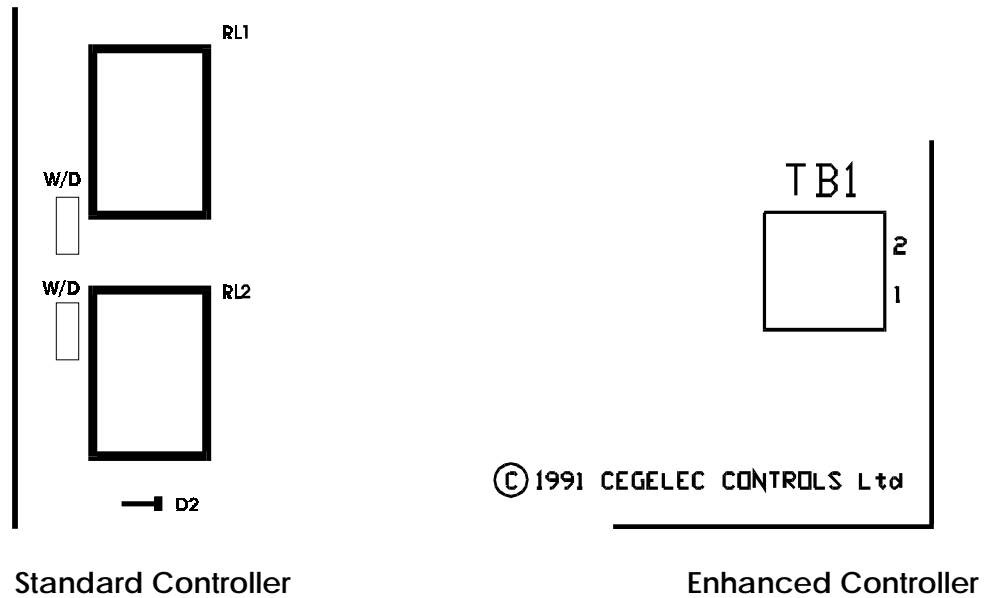 RL1
W/D
W/D
RL2
D2
TB1
2
1
© 1991 CEGELEC CONTROLS Ltd
Standard Controller
Enhanced Controller